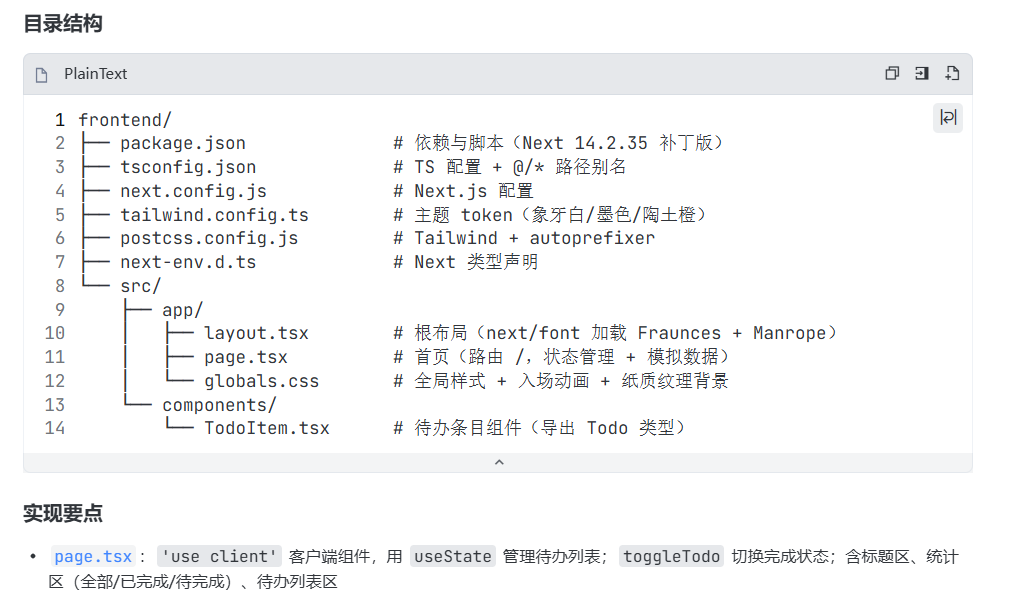 目录结构
PlainText
1 frontend/
2 ├── package.json # 依赖与脚本（Next 14.2.35 补丁版）
3 ├── tsconfig.json # TS 配置 + @/* 路径别名
4 ├── next.config.js # Next.js 配置
5 ├── tailwind.config.ts # 主题 token（象牙白/墨色/陶土橙）
6 ├── postcss.config.js # Tailwind + autoprefixer
7 ├── next-env.d.ts # Next 类型声明
8 └── src/
9     ├── app/
10     │   ├── layout.tsx # 根布局（next/font 加载 Fraunces + Manrope）
11     │   ├── page.tsx # 首页（路由 /，状态管理 + 模拟数据）
12     │   └── globals.css # 全局样式 + 入场动画 + 纸质纹理背景
13     └── components/
14         └── TodoItem.tsx # 待办条目组件（导出 Todo 类型）
实现要点
• page.tsx： 'use client' 客户端组件，用 useState 管理待办列表； toggleTodo 切换完成状态；含标题区、统计
区（全部/已完成/待完成）、待办列表区